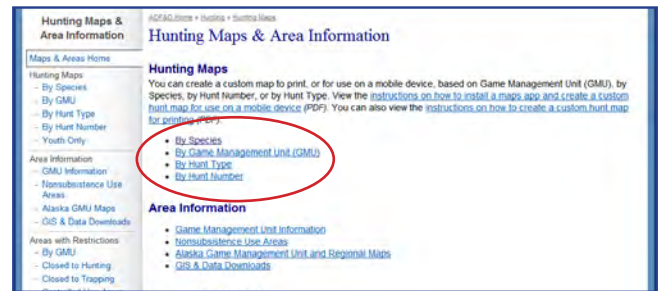 Hunting Maps &
Area Information
Maps & Areas Home
Hunting Maps
- By Species
- By GMU
- By Hunt Type
- By Hunt Number
- Youth Only
Area Information
- GMU Information
- Nonsubsistence Use
Areas
- Alaska GMU Maps
- GIS & Data Downloads
Areas with Restrictions
- By GMU
- Closed to Hunting
- Closed to Trapping
ADF&G Home » Hunting » Hunting Maps
Hunting Maps & Area Information
Hunting Maps
You can create a custom map to print, or for use on a mobile device, based on Game Management Unit (GMU), by
Species, by Hunt Number, or by Hunt Type. View the instructions on how to install a maps app and create a custom
hunt map for use on a mobile device (PDF). You can also view the instructions on how to create a custom hunt map
for printing (PDF).
• By Species
• By Game Management Unit (GMU)
• By Hunt Type
• By Hunt Number
Area Information
• Game Management Unit Information
• Nonsubsistence Use Areas
• Alaska Game Management Unit and Regional Maps
• GIS & Data Downloads